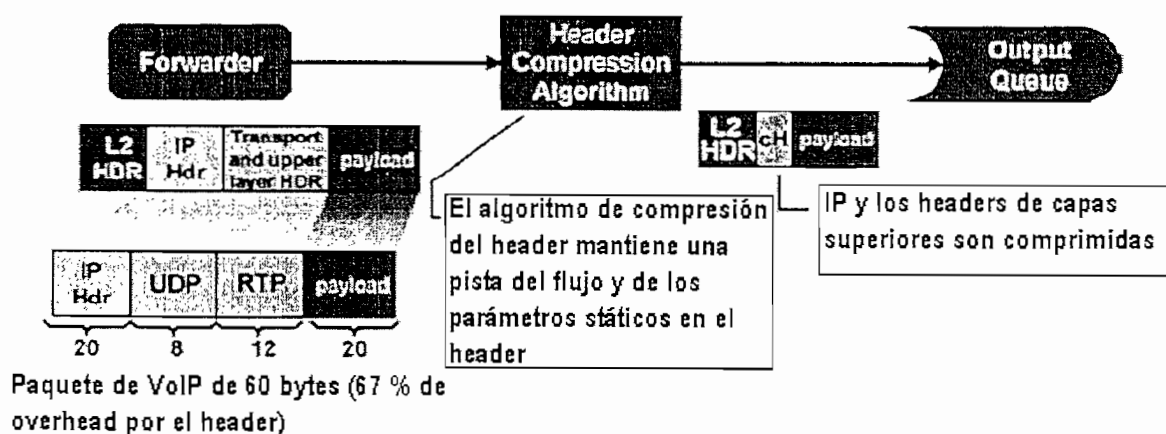 Forwarder
Header
Compression
Algorithm
Output
Queue
L2
HDR
IP
Hdr
Transport
and upper
layer HDR
payload
L2
HDR
cH
payload
IP
Hdr
UDP
RTP
payload
20
8
12
20
El algoritmo de compresión
del header mantiene una
pista del flujo y de los
parámetros státicos en el
header
IP y los headers de capas
superiores son comprimidas
Paquete de VoIP de 60 bytes (67 % de
overhead por el header)